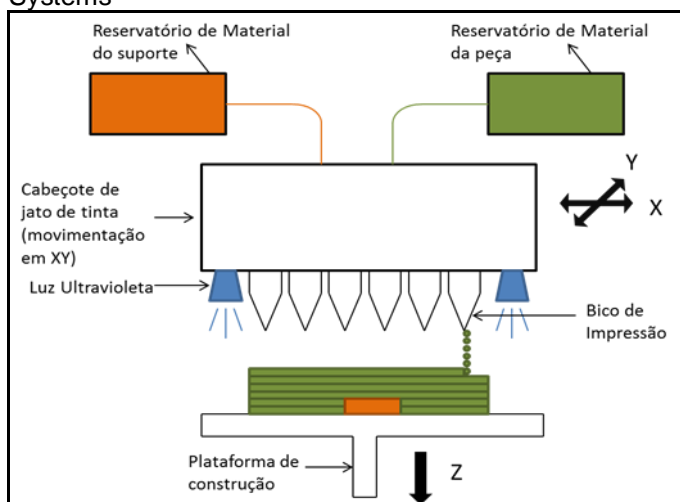 Systems
Reservatório de Material
do suporte
Reservatório de Material
da peça
Y
X
Cabeçote de
jato de tinta
(movimentação
em XY)
Luz Ultravioleta
Bico de
Impressão
Plataforma de
construção
Z